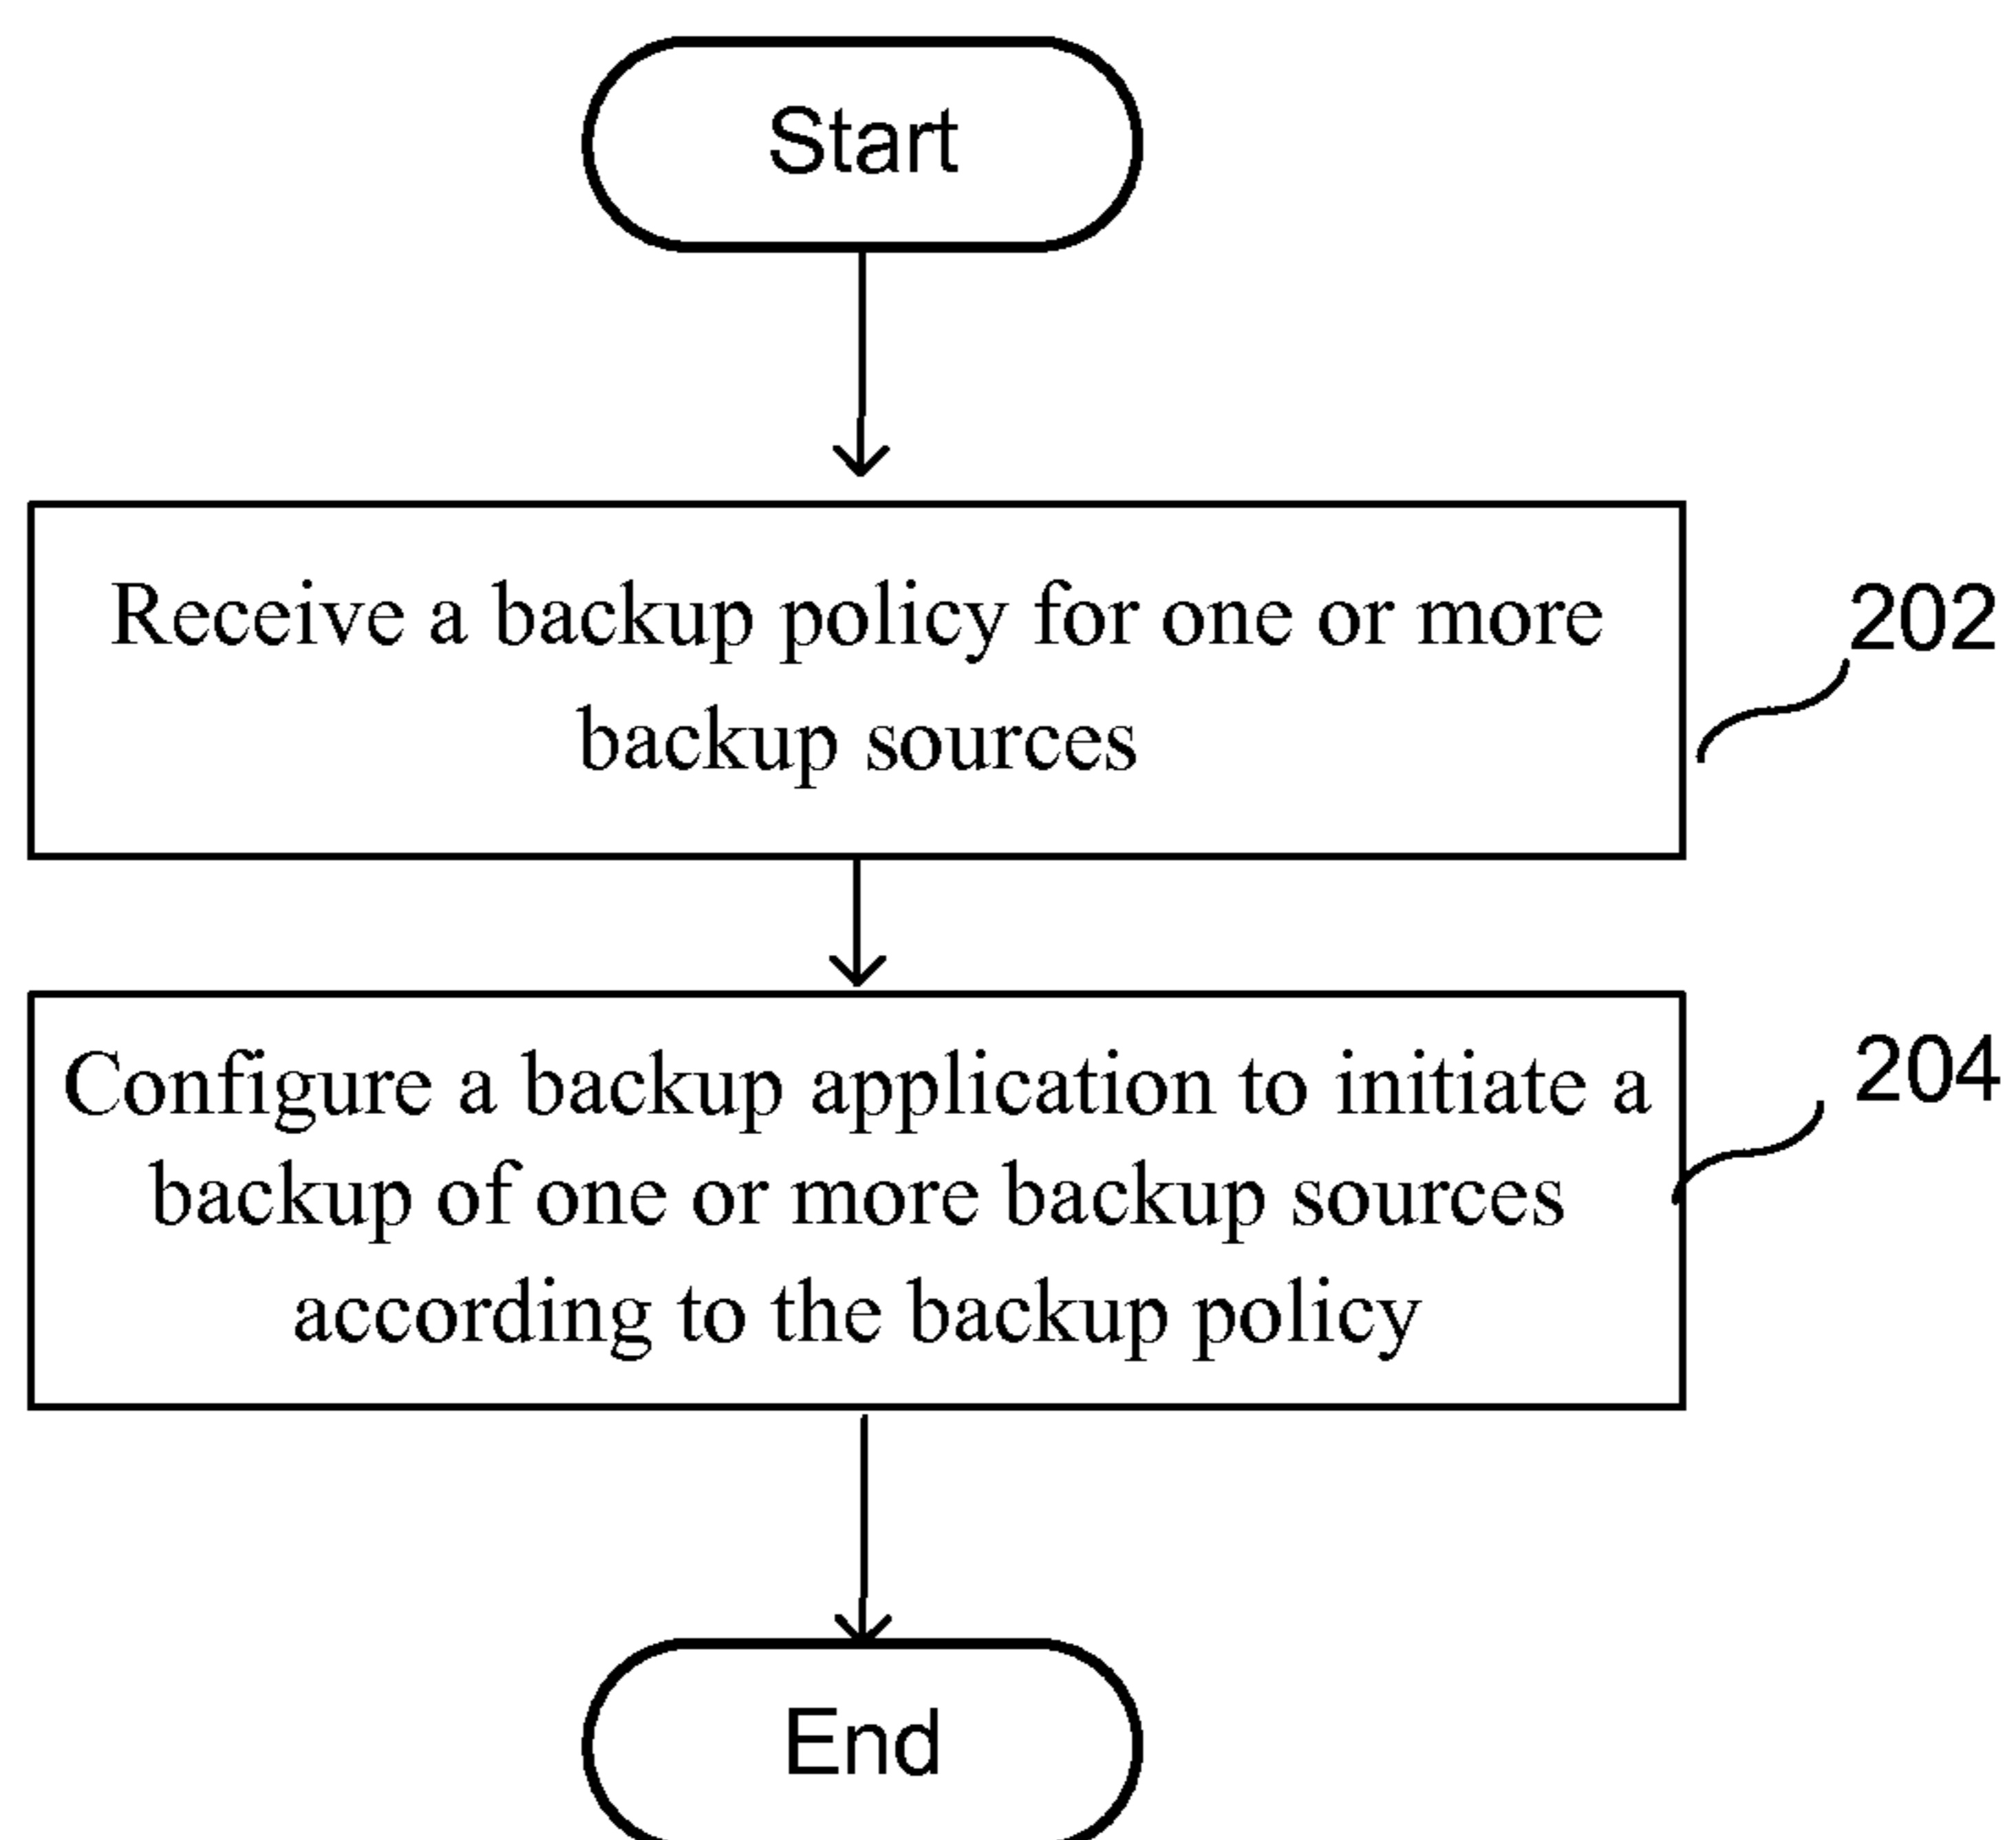 Start
Receive a backup policy for one or more
backup sources
202
Configure a backup application to initiate a
backup of one or more backup sources
according to the backup policy
204
End